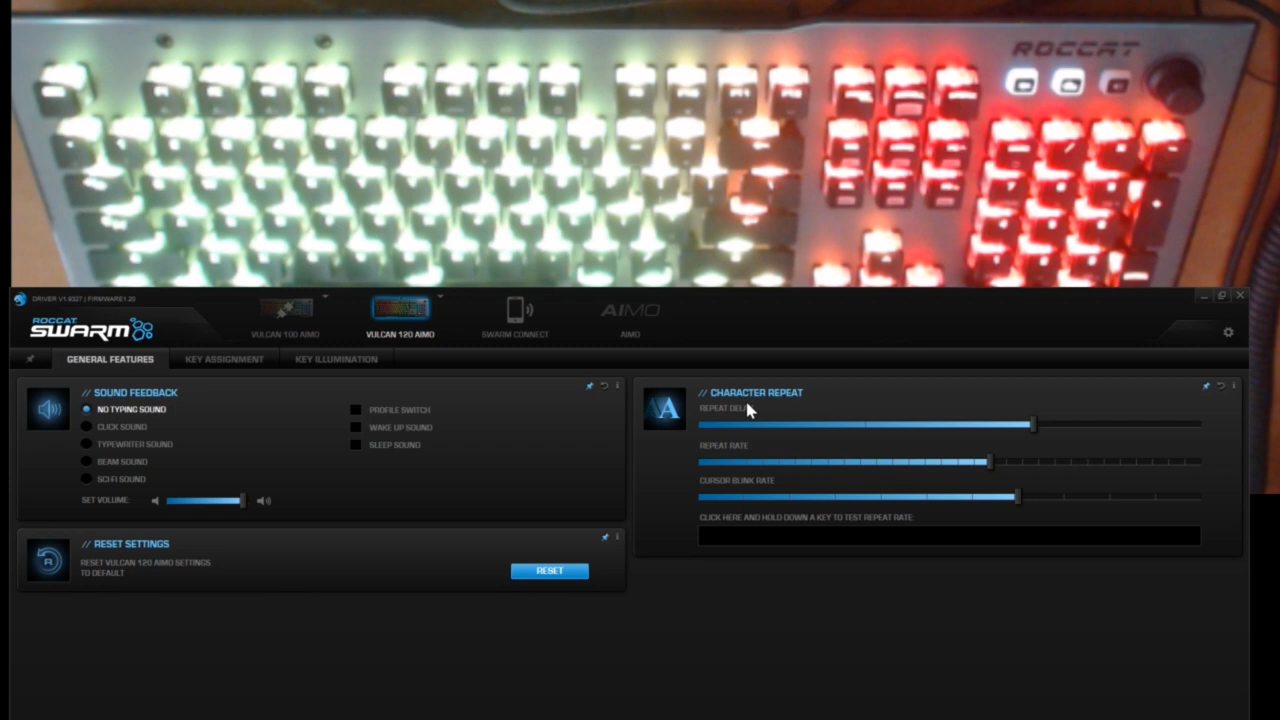 ROCCAT
DRIVER V1.9327 | FIRMWARE1.20
ROCCAT
SWARM
VULCAN 100 AIMO
VULCAN 120 AIMO
SWARM CONNECT
AIMO
AIMO
GENERAL FEATURES
KEY ASSIGNMENT
KEY ILLUMINATION
// SOUND FEEDBACK
NO TYPING SOUND
CLICK SOUND
TYPEWRITER SOUND
BEAM SOUND
SCI-FI SOUND
PROFILE SWITCH
WAKE UP SOUND
SLEEP SOUND
SET VOLUME:
// RESET SETTINGS
RESET VULCAN 120 AIMO SETTINGS
TO DEFAULT
RESET
// CHARACTER REPEAT
REPEAT DELA
REPEAT RATE
CURSOR BLINK RATE
CLICK HERE AND HOLD DOWN A KEY TO TEST REPEAT RATE: